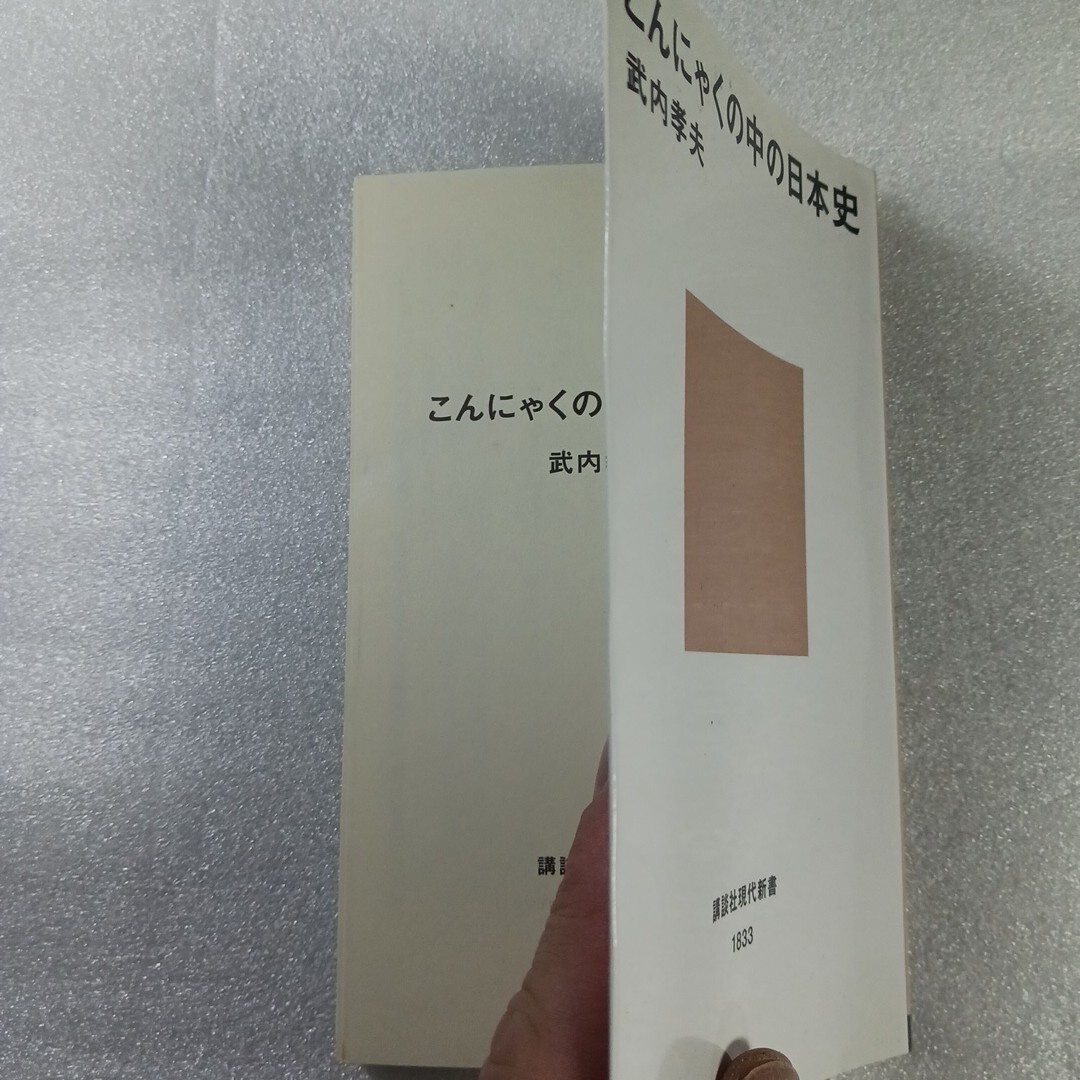 こんにゃくの中の日本史
武内孝夫
講談社現代新書
1833
こんにゃくの
武内
講